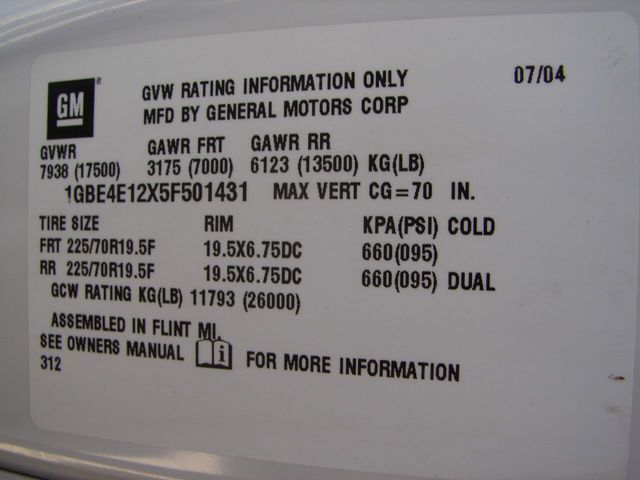 GM GVW RATING INFORMATION ONLY 07/04
MFD BY GENERAL MOTORS CORP
GVWR GAWR FRT GAWR RR
7938 (17500) 3175 (7000) 6123 (13500) KG(LB)
1GBE4E12X5F501431 MAX VERT CG=70 IN.
TIRE SIZE RIM KPA(PSI) COLD
FRT 225/70R19.5F 19.5X6.75DC 660(095)
RR 225/70R19.5F 19.5X6.75DC 660(095) DUAL
GCW RATING KG(LB) 11793 (26000)
ASSEMBLED IN FLINT MI.
SEE OWNERS MANUAL i FOR MORE INFORMATION
312